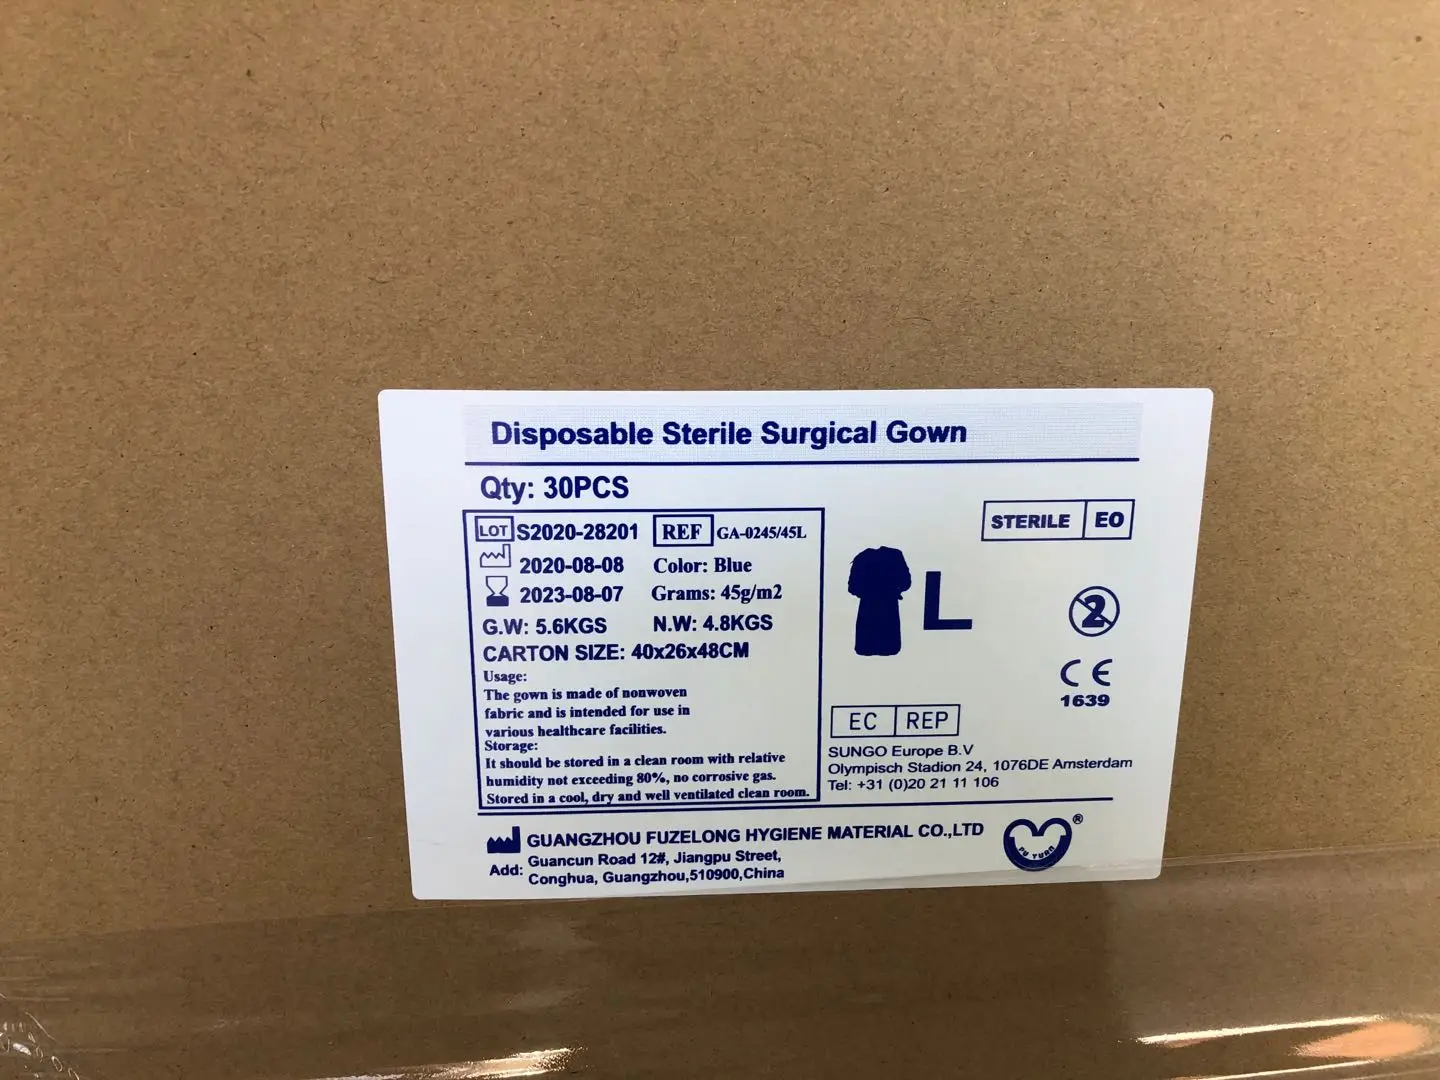 Disposable Sterile Surgical Gown
Qty: 30PCS
LOT S2020-28201 REF GA-0245/45L
2020-08-08 Color: Blue
2023-08-07 Grams: 45g/m2
G.W: 5.6KGS N.W: 4.8KGS
CARTON SIZE: 40x26x48CM
Usage:
The gown is made of nonwoven
fabric and is intended for use in
various healthcare facilities.
Storage:
It should be stored in a clean room with relative
humidity not exceeding 80%, no corrosive gas.
Stored in a cool, dry and well ventilated clean room.
STERILE EO
L
2
CE
1639
EC REP
SUNGO Europe B.V
Olympisch Stadion 24, 1076DE Amsterdam
Tel: +31 (0)20 21 11 106
GUANGZHOU FUZELONG HYGIENE MATERIAL CO.,LTD
Add: Guancun Road 12#, Jiangpu Street,
Conghua, Guangzhou,510900,China
FU YUAN ®